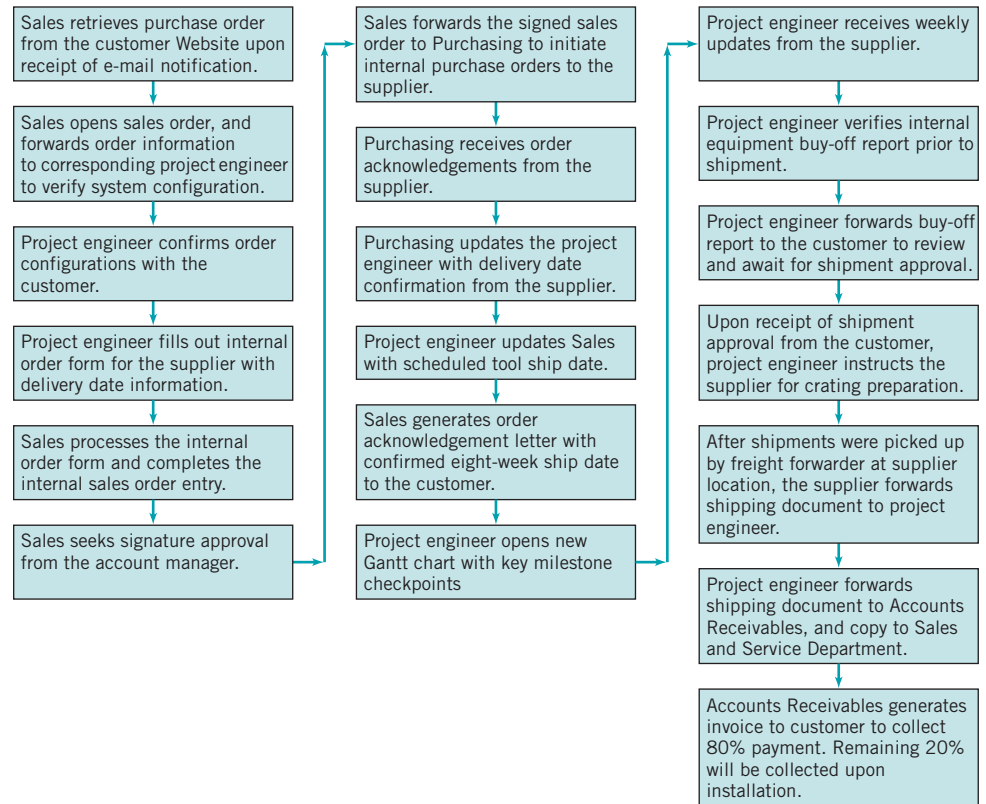 Sales retrieves purchase order
from the customer Website upon
receipt of e-mail notification.
Sales opens sales order, and
forwards order information
to corresponding project engineer
to verify system configuration.
Project engineer confirms order
configurations with the
customer.
Project engineer fills out internal
order form for the supplier with
delivery date information.
Sales processes the internal
order form and completes the
internal sales order entry.
Sales seeks signature approval
from the account manager.
Sales forwards the signed sales
order to Purchasing to initiate
internal purchase orders to the
supplier.
Purchasing receives order
acknowledgements from the
supplier.
Purchasing updates the project
engineer with delivery date
confirmation from the supplier.
Project engineer updates Sales
with scheduled tool ship date.
Sales generates order
acknowledgement letter with
confirmed eight-week ship date
to the customer.
Project engineer opens new
Gantt chart with key milestone
checkpoints
Project engineer receives weekly
updates from the supplier.
Project engineer verifies internal
equipment buy-off report prior to
shipment.
Project engineer forwards buy-off
report to the customer to review
and await for shipment approval.
Upon receipt of shipment
approval from the customer,
project engineer instructs the
supplier for crating preparation.
After shipments were picked up
by freight forwarder at supplier
location, the supplier forwards
shipping document to project
engineer.
Project engineer forwards
shipping document to Accounts
Receivables, and copy to Sales
and Service Department.
Accounts Receivables generates
invoice to customer to collect
80% payment. Remaining 20%
will be collected upon
installation.